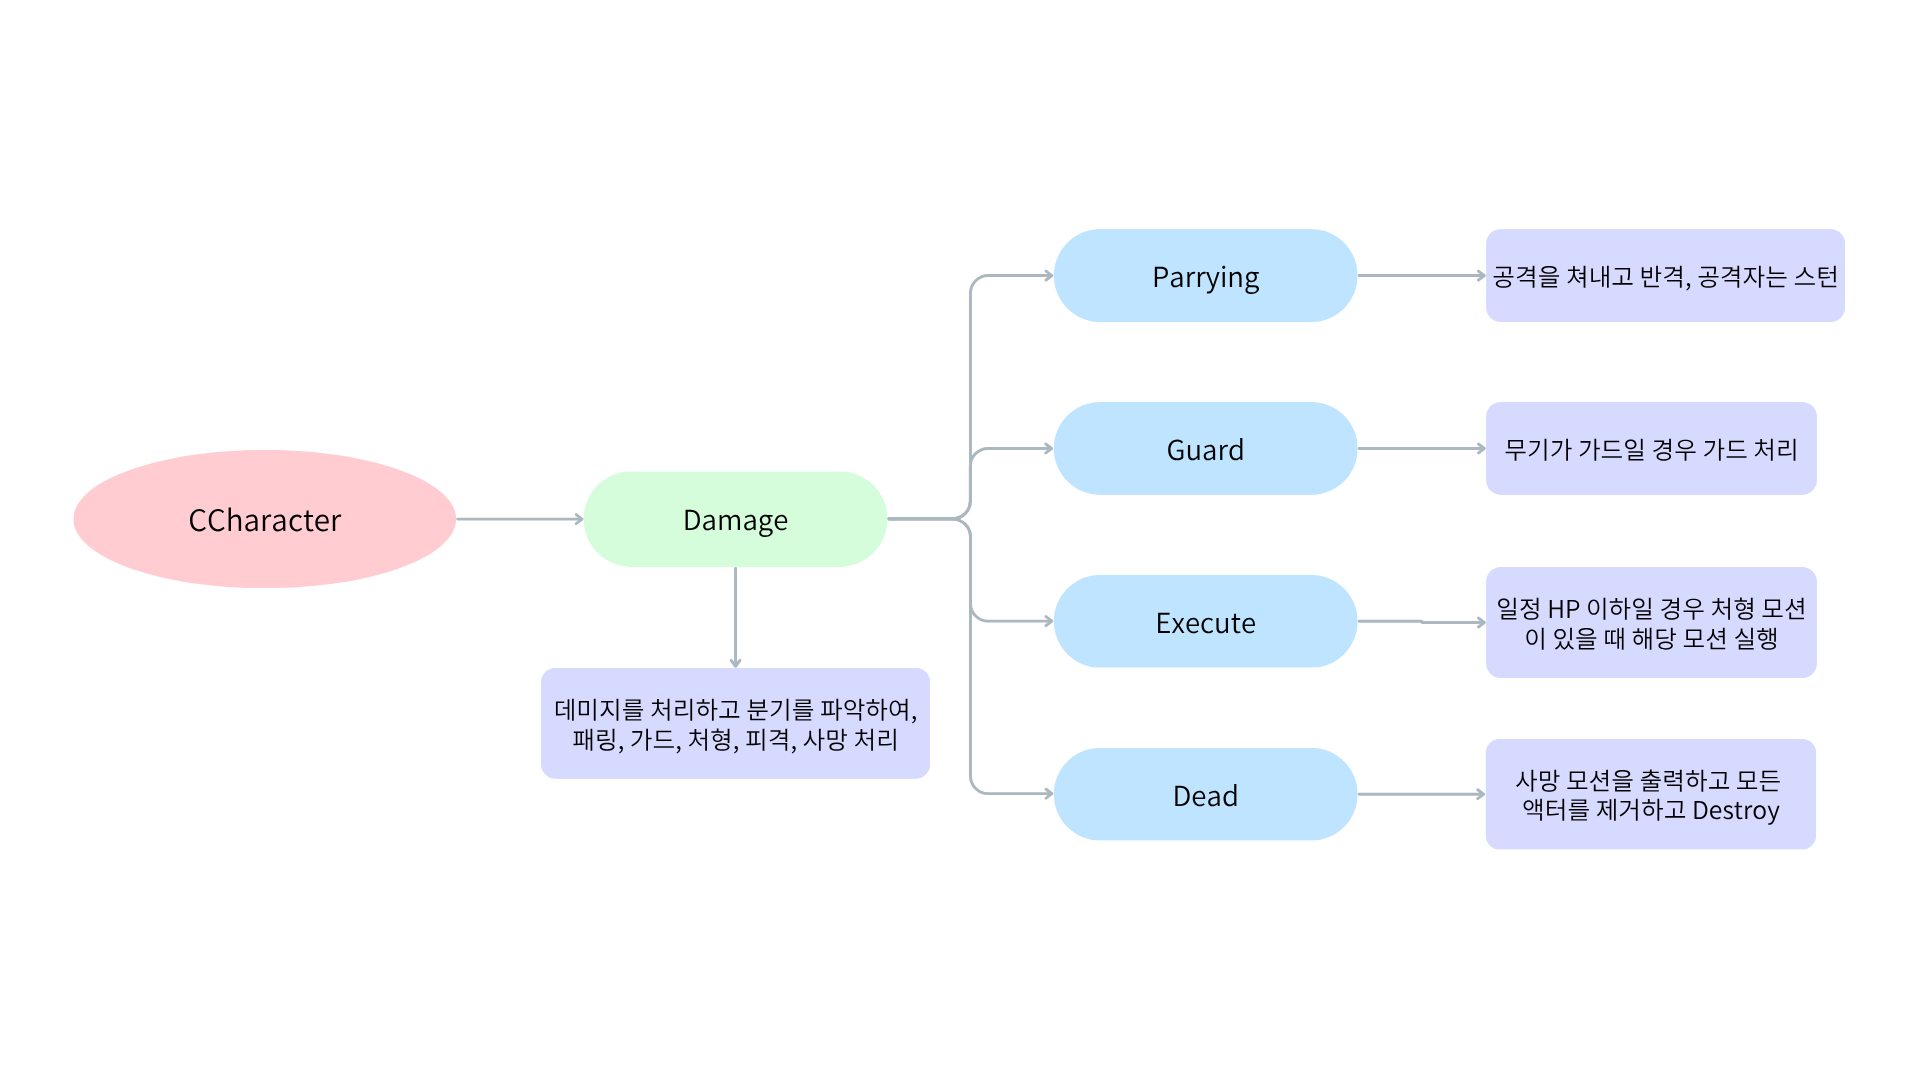 CCharacter
Damage
데미지를 처리하고 분기를 파악하여,
패링, 가드, 처형, 피격, 사망 처리
Parrying
공격을 쳐내고 반격, 공격자는 스턴
Guard
무기가 가드일 경우 가드 처리
Execute
일정 HP 이하일 경우 처형 모션
이 있을 때 해당 모션 실행
Dead
사망 모션을 출력하고 모든
액터를 제거하고 Destroy